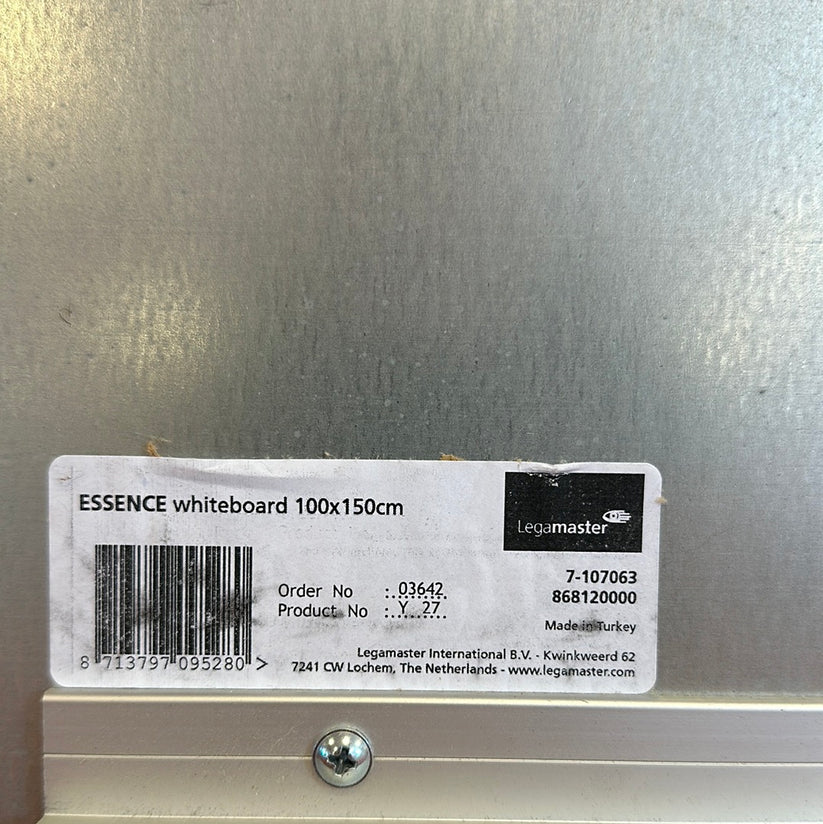 ESSENCE whiteboard 100x150cm
Legamaster
Order No :.03642.
Product No :.Y..27.
7-107063
868120000
Made in Turkey
8 713797 095280 >
Legamaster International B.V. - Kwinkweerd 62
7241 CW Lochem, The Netherlands - www.legamaster.com